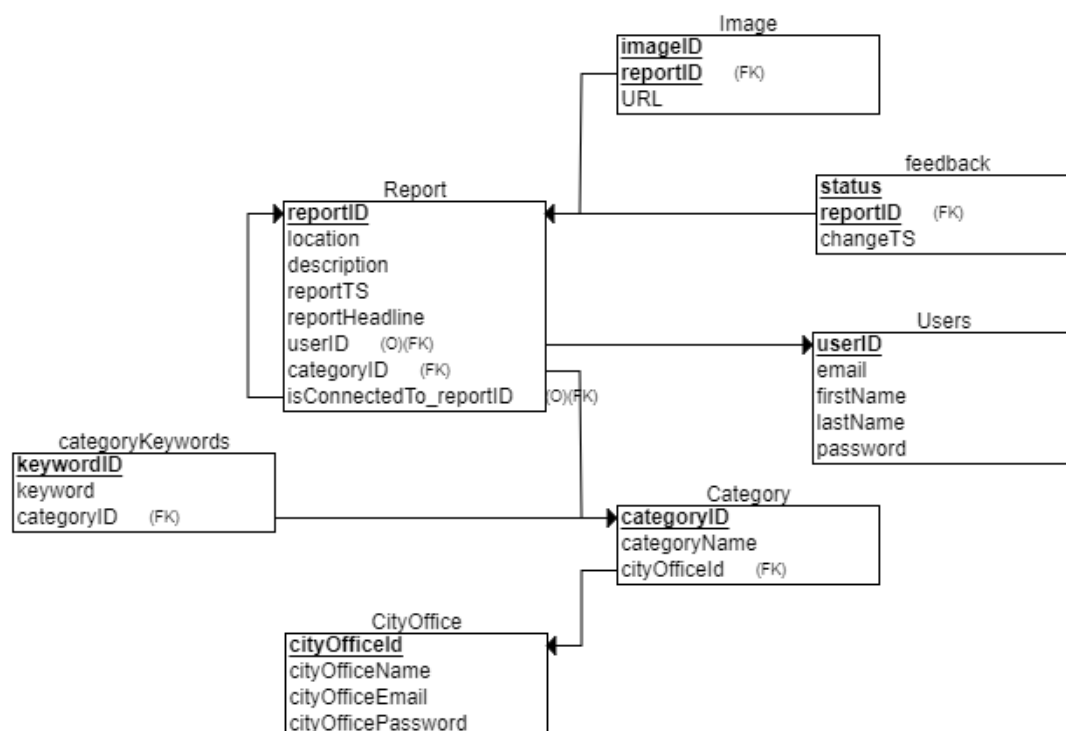 Image
imageID
reportID (FK)
URL
feedback
status
reportID (FK)
changeTS
Report
reportID
location
description
reportTS
reportHeadline
userID (O)(FK)
categoryID (FK)
isConnectedTo_reportID (O)(FK)
Users
userID
email
firstName
lastName
password
categoryKeywords
keywordID
keyword
categoryID (FK)
Category
categoryID
categoryName
cityOfficeId (FK)
CityOffice
cityOfficeId
cityOfficeName
cityOfficeEmail
cityOfficePassword